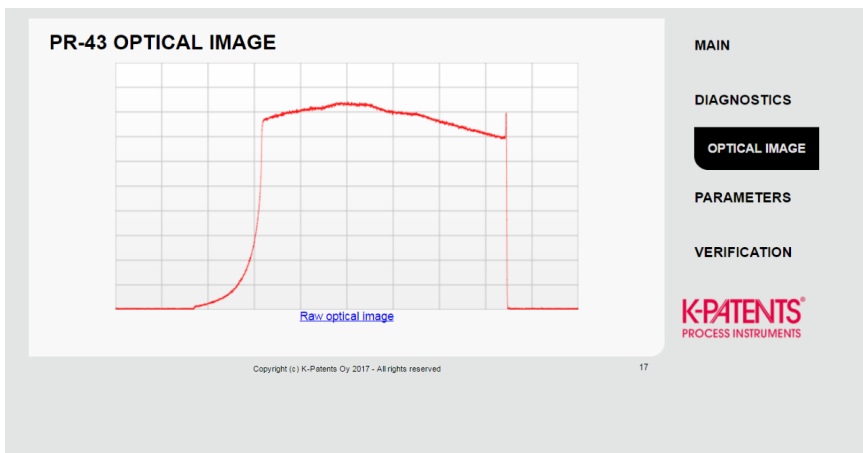 PR-43 OPTICAL IMAGE
Raw optical image
Copyright (c) K-Patents Oy 2017 - All rights reserved
17
MAIN
DIAGNOSTICS
OPTICAL IMAGE
PARAMETERS
VERIFICATION
K-PATENTS®
PROCESS INSTRUMENTS